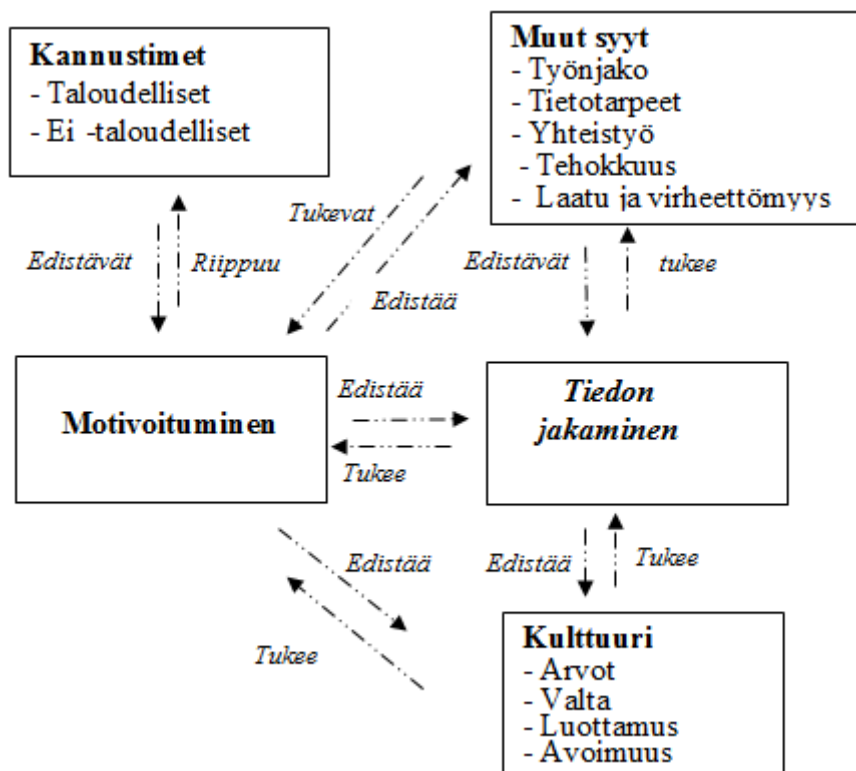 Kannustimet
- Taloudelliset
- Ei -taloudelliset
Muut syyt
- Työnjako
- Tietotarpeet
- Yhteistyö
- Tehokkuus
- Laatu ja virheettömyys
Tukevat
Edistävät
Riippuu
Edistää
Edistävät
tukee
Motivoituminen
Edistää
Tukee
Tiedon
jakaminen
Edistää
Tukee
Edistää
Tukee
Kulttuuri
- Arvot
- Valta
- Luottamus
- Avoimuus